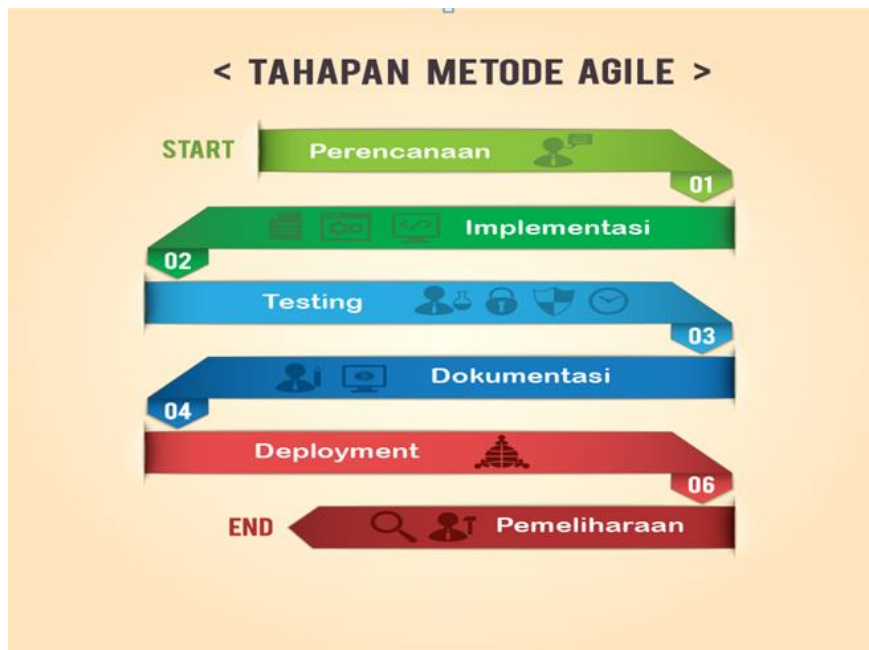 < TAHAPAN METODE AGILE >
START Perencanaan
01
Implementasi
02
Testing
03
Dokumentasi
04
Deployment
06
END Pemeliharaan